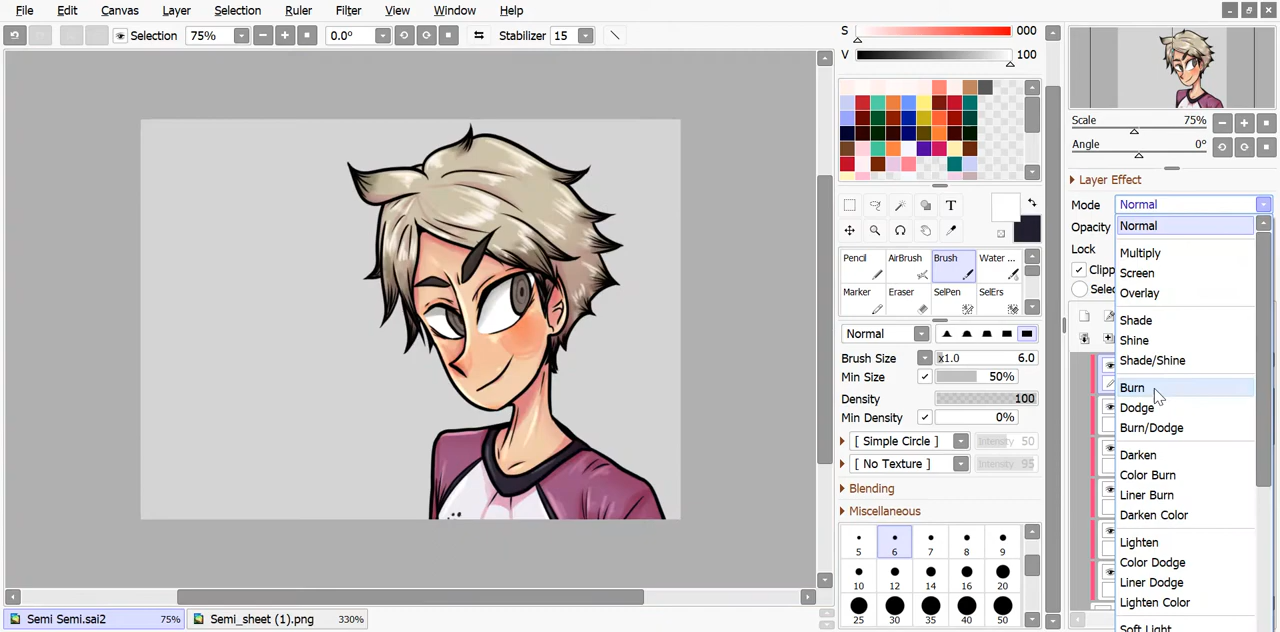 File Edit Canvas Layer Selection Ruler Filter View Window Help
Selection 75% 0.0° Stabilizer 15
S 000
V 100
Scale 75%
Angle 0°
Layer Effect
Mode Normal
Opacity
Lock
Clipp
Selec
Normal
Multiply
Screen
Overlay
Shade
Shine
Shade/Shine
Burn
Dodge
Burn/Dodge
Darken
Color Burn
Liner Burn
Darken Color
Lighten
Color Dodge
Liner Dodge
Lighten Color
Soft Light
T
Pencil AirBrush Brush Water ...
Marker Eraser SelPen SelErs
Normal
Brush Size x1.0 6.0
Min Size 50%
Density 100
Min Density 0%
[ Simple Circle ] Intensity 50
[ No Texture ] Intensity 95
Blending
Miscellaneous
5 6 7 8 9
10 12 14 16 20
25 30 35 40 50
Semi Semi.sai2 75% Semi_sheet (1).png 330%